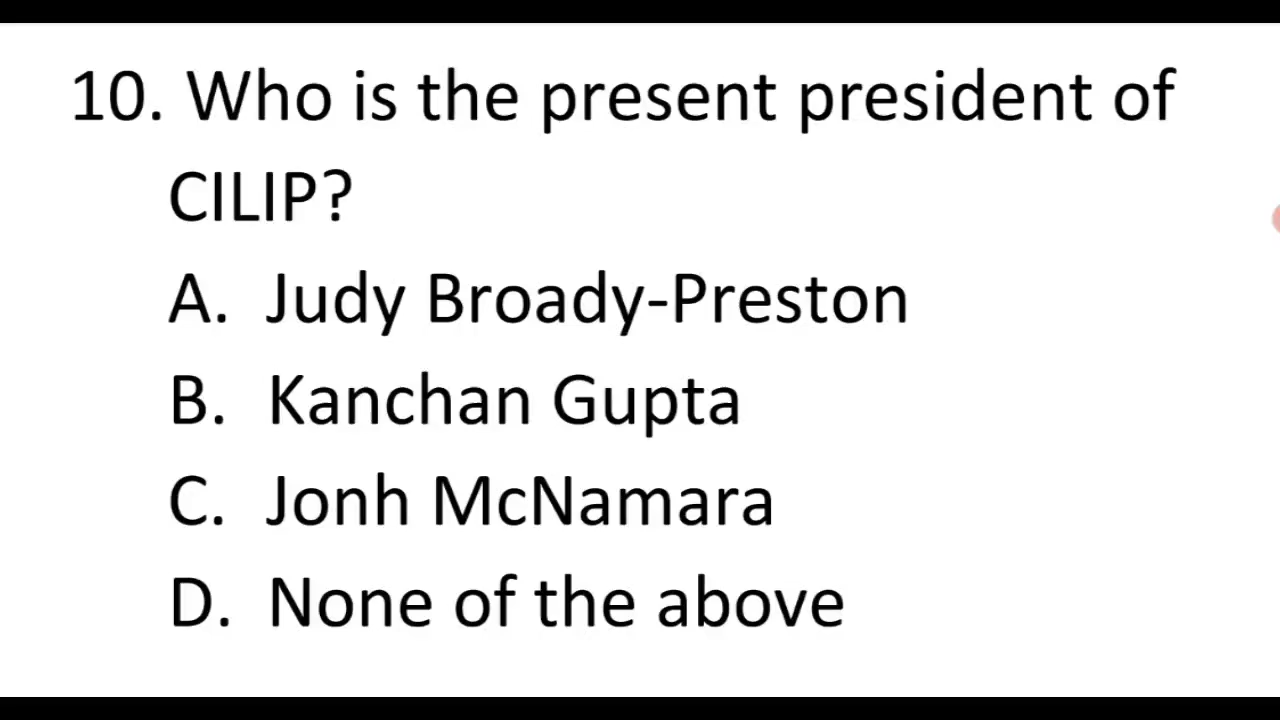 10. Who is the present president of
CILIP?
A. Judy Broady-Preston
B. Kanchan Gupta
C. Jonh McNamara
D. None of the above